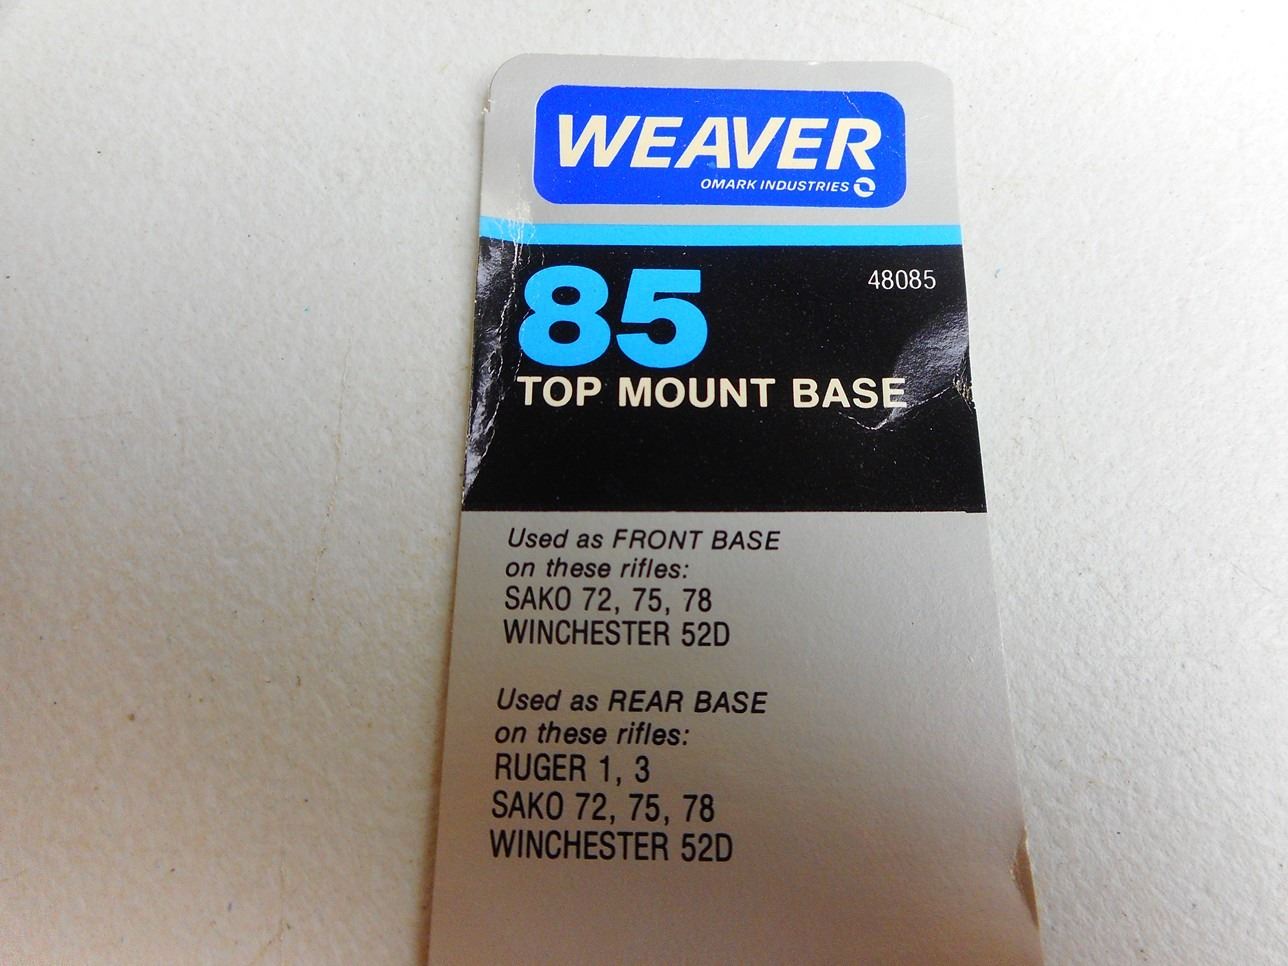 WEAVER
OMARK INDUSTRIES
85
48085
TOP MOUNT BASE
Used as FRONT BASE
on these rifles:
SAKO 72, 75, 78
WINCHESTER 52D
Used as REAR BASE
on these rifles:
RUGER 1, 3
SAKO 72, 75, 78
WINCHESTER 52D